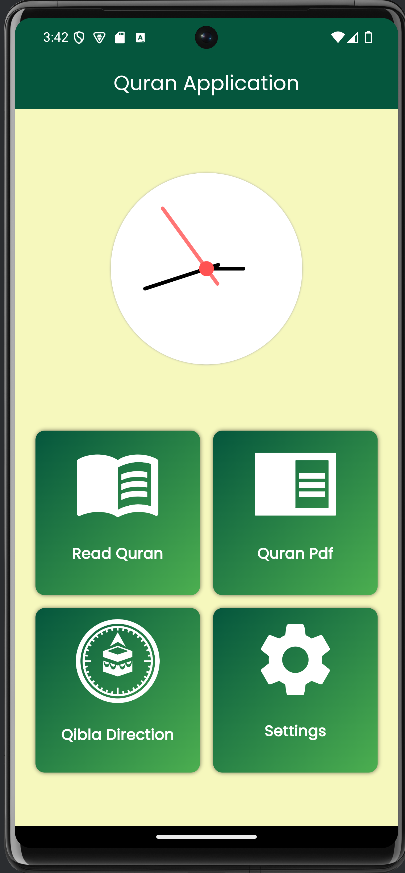 3:42 A
Quran Application
Read Quran
Quran Pdf
Qibla Direction
Settings